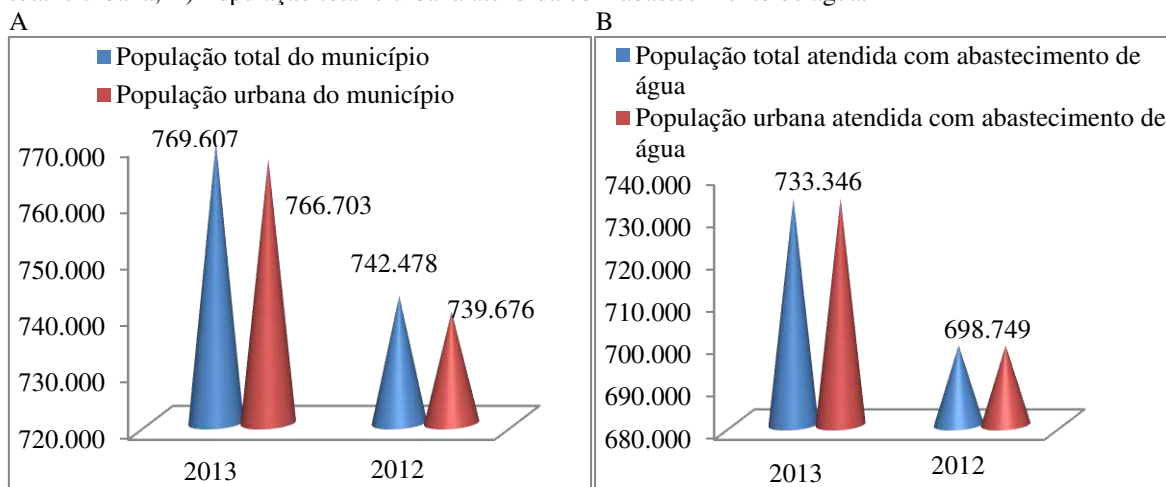 A
População total do município
População urbana do município
769.607
766.703
742.478
739.676
770.000
760.000
750.000
740.000
730.000
720.000
2013
2012
B
População total atendida com abastecimento de
água
População urbana atendida com abastecimento de
água
733.346
698.749
740.000
730.000
720.000
710.000
700.000
690.000
680.000
2013
2012